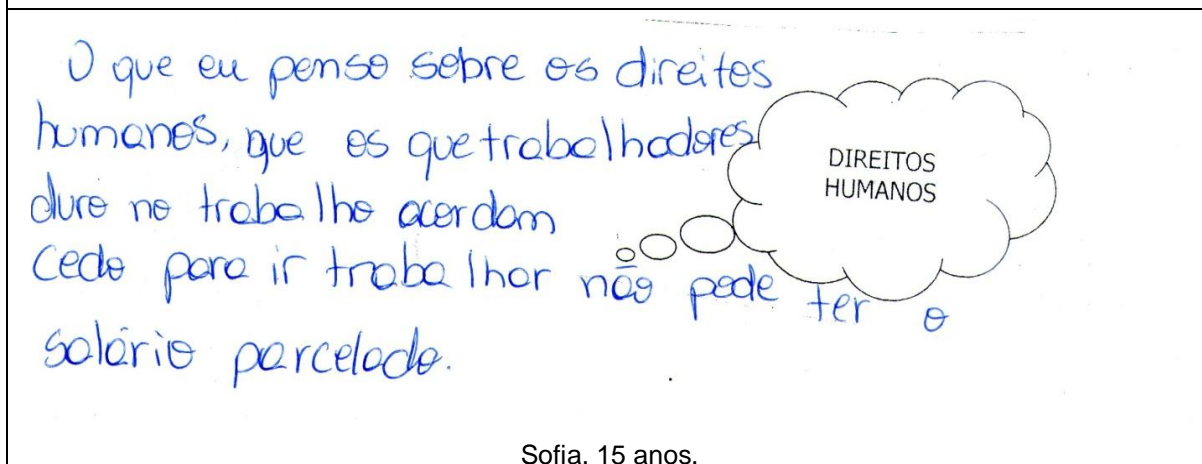 O que eu penso sobre os direitos
humanos, que os que trabalhadores
duro no trabalho acordam
cedo para ir trabalhar não pode ter o
salário parcelado.
DIREITOS
HUMANOS
Sofia, 15 anos.